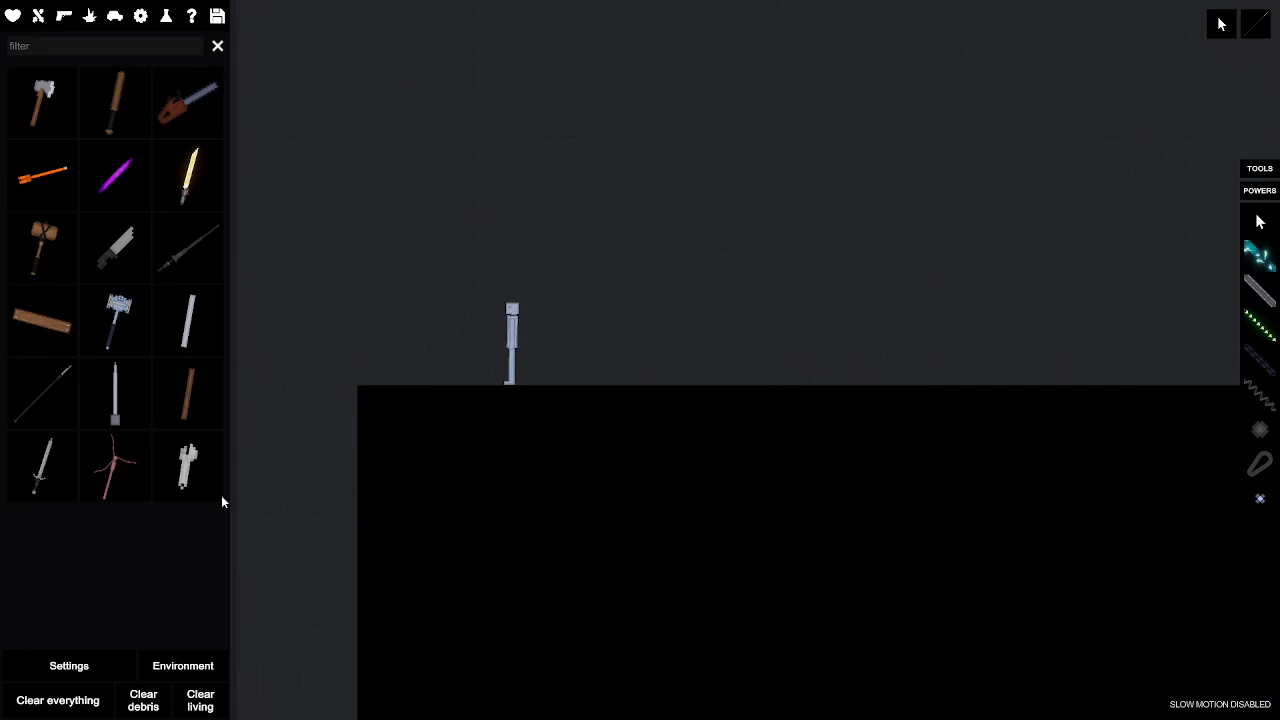 filter
TOOLS
POWERS
Settings
Environment
Clear everything
Clear
debris
Clear
living
SLOW MOTION DISABLED